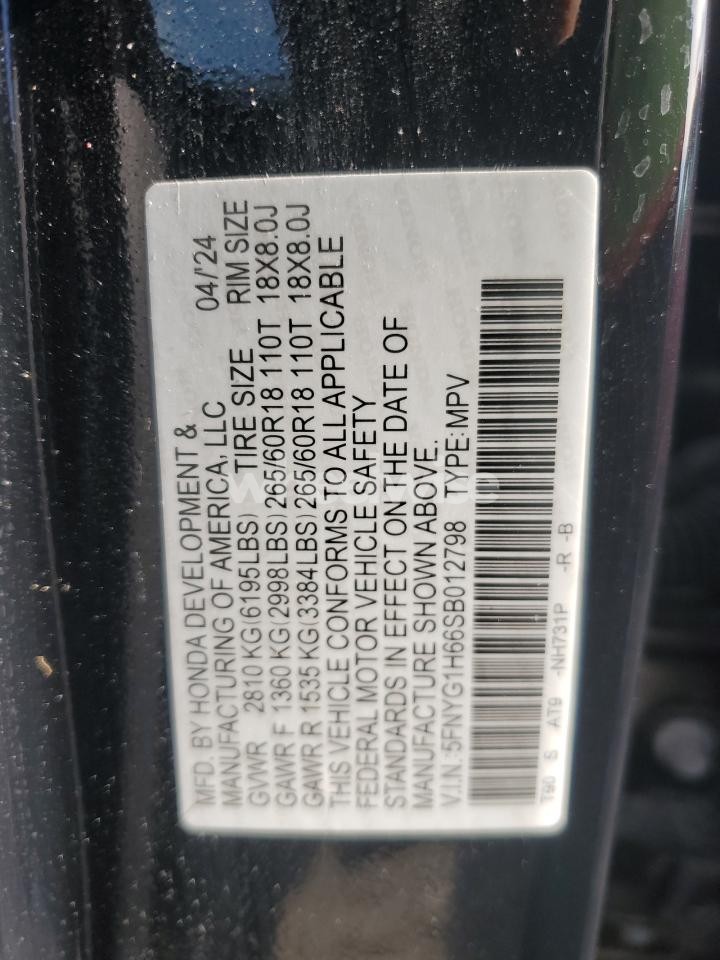 MFD. BY HONDA DEVELOPMENT &
MANUFACTURING OF AMERICA, LLC 04/'24
GVWR 2810 KG(6195LBS) TIRE SIZE RIM SIZE
GAWR F 1360 KG(2998LBS)265/60R18 110T 18X8.0J
GAWR R 1535 KG(3384LBS)265/60R18 110T 18X8.0J
THIS VEHICLE CONFORMS TO ALL APPLICABLE
FEDERAL MOTOR VEHICLE SAFETY
STANDARDS IN EFFECT ON THE DATE OF
MANUFACTURE SHOWN ABOVE.
V.I.N.:5FNYG1H66SB012798 TYPE:MPV
T90 S AT9 -NH731P -R -B